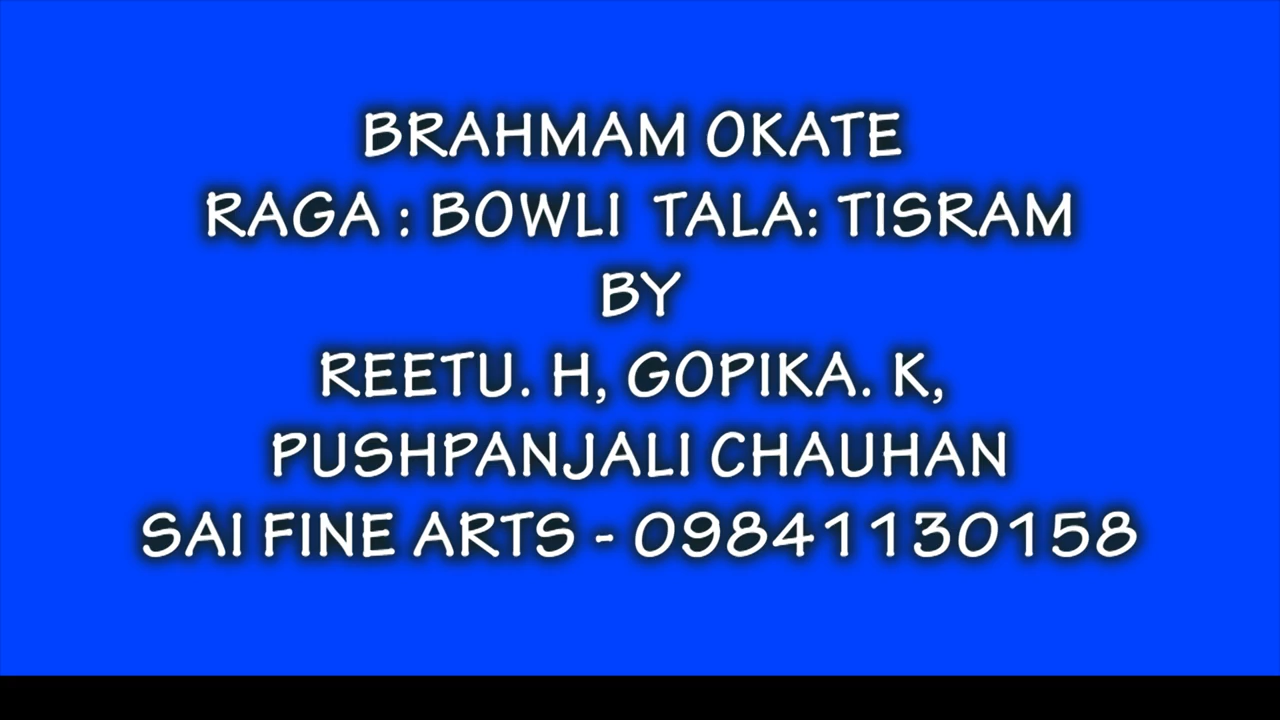 BRAHMAM OKATE
RAGA : BOWLI TALA: TISRAM
BY
REETU. H, GOPIKA. K,
PUSHPANJALI CHAUHAN
SAI FINE ARTS - 09841130158